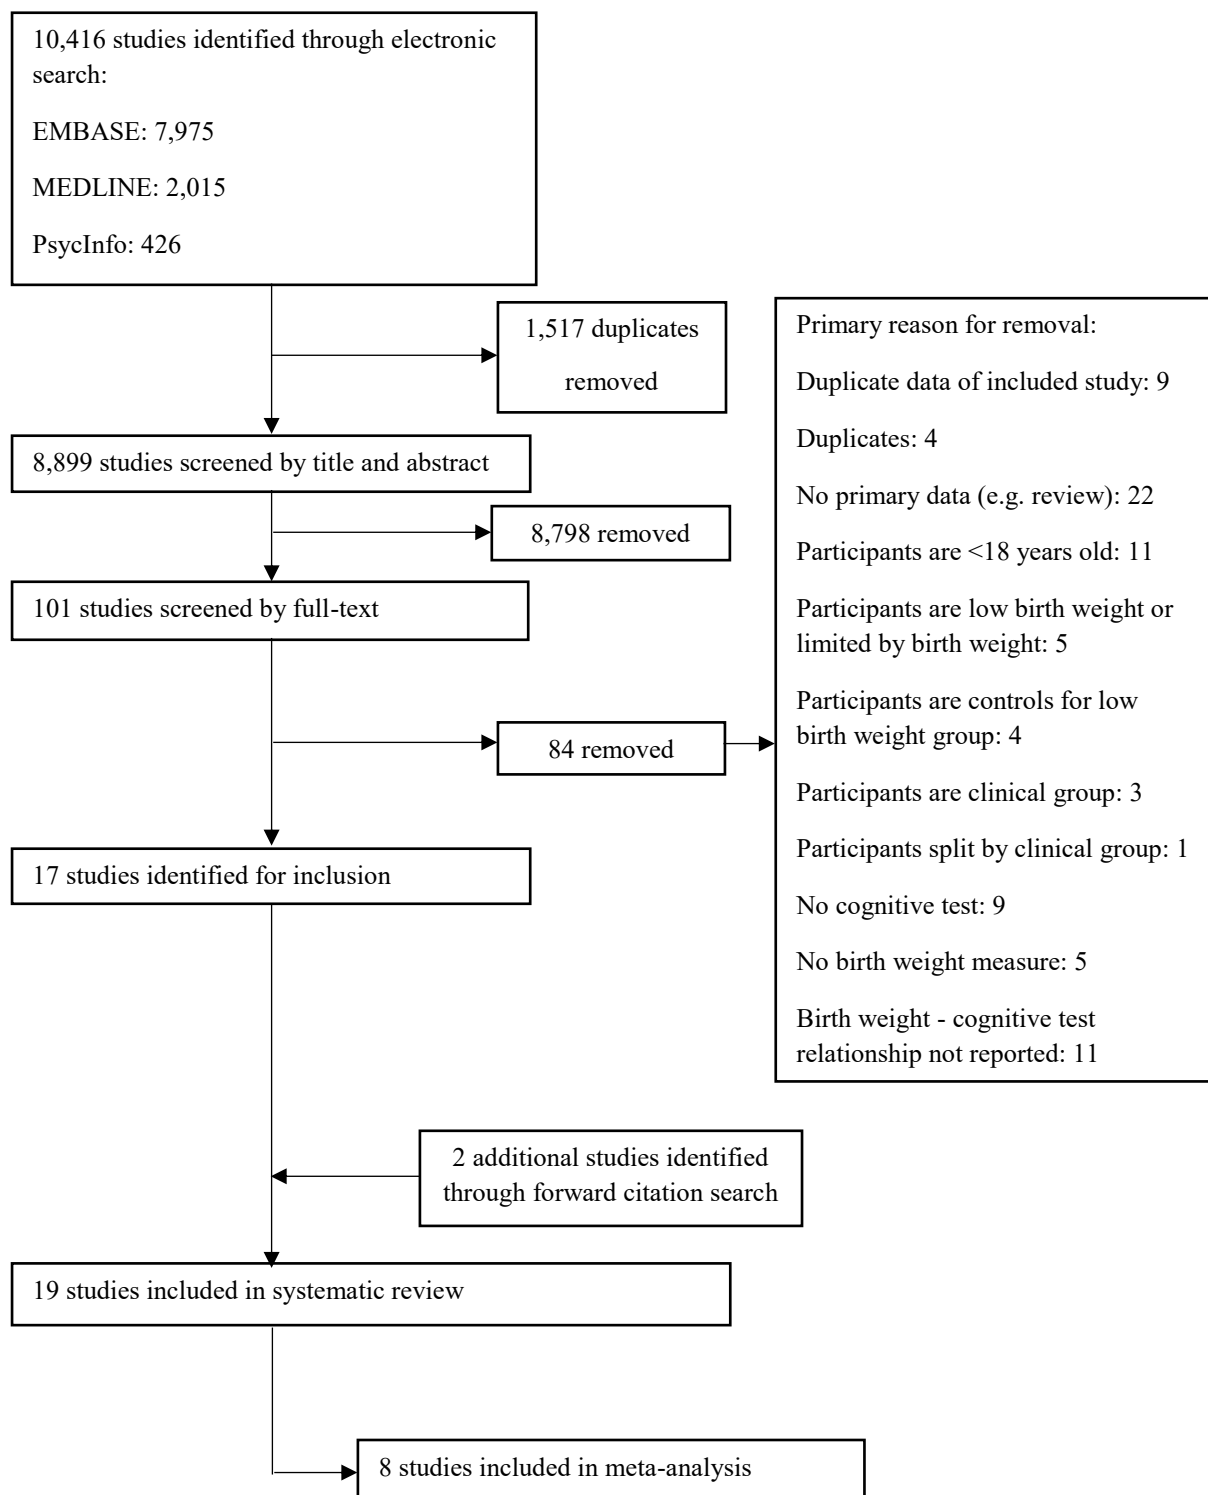 10,416 studies identified through electronic
search:
EMBASE: 7,975
MEDLINE: 2,015
PsycInfo: 426
1,517 duplicates
removed
8,899 studies screened by title and abstract
8,798 removed
101 studies screened by full-text
84 removed
Primary reason for removal:
Duplicate data of included study: 9
Duplicates: 4
No primary data (e.g. review): 22
Participants are <18 years old: 11
Participants are low birth weight or
limited by birth weight: 5
Participants are controls for low
birth weight group: 4
Participants are clinical group: 3
Participants split by clinical group: 1
No cognitive test: 9
No birth weight measure: 5
Birth weight - cognitive test
relationship not reported: 11
17 studies identified for inclusion
2 additional studies identified
through forward citation search
19 studies included in systematic review
8 studies included in meta-analysis